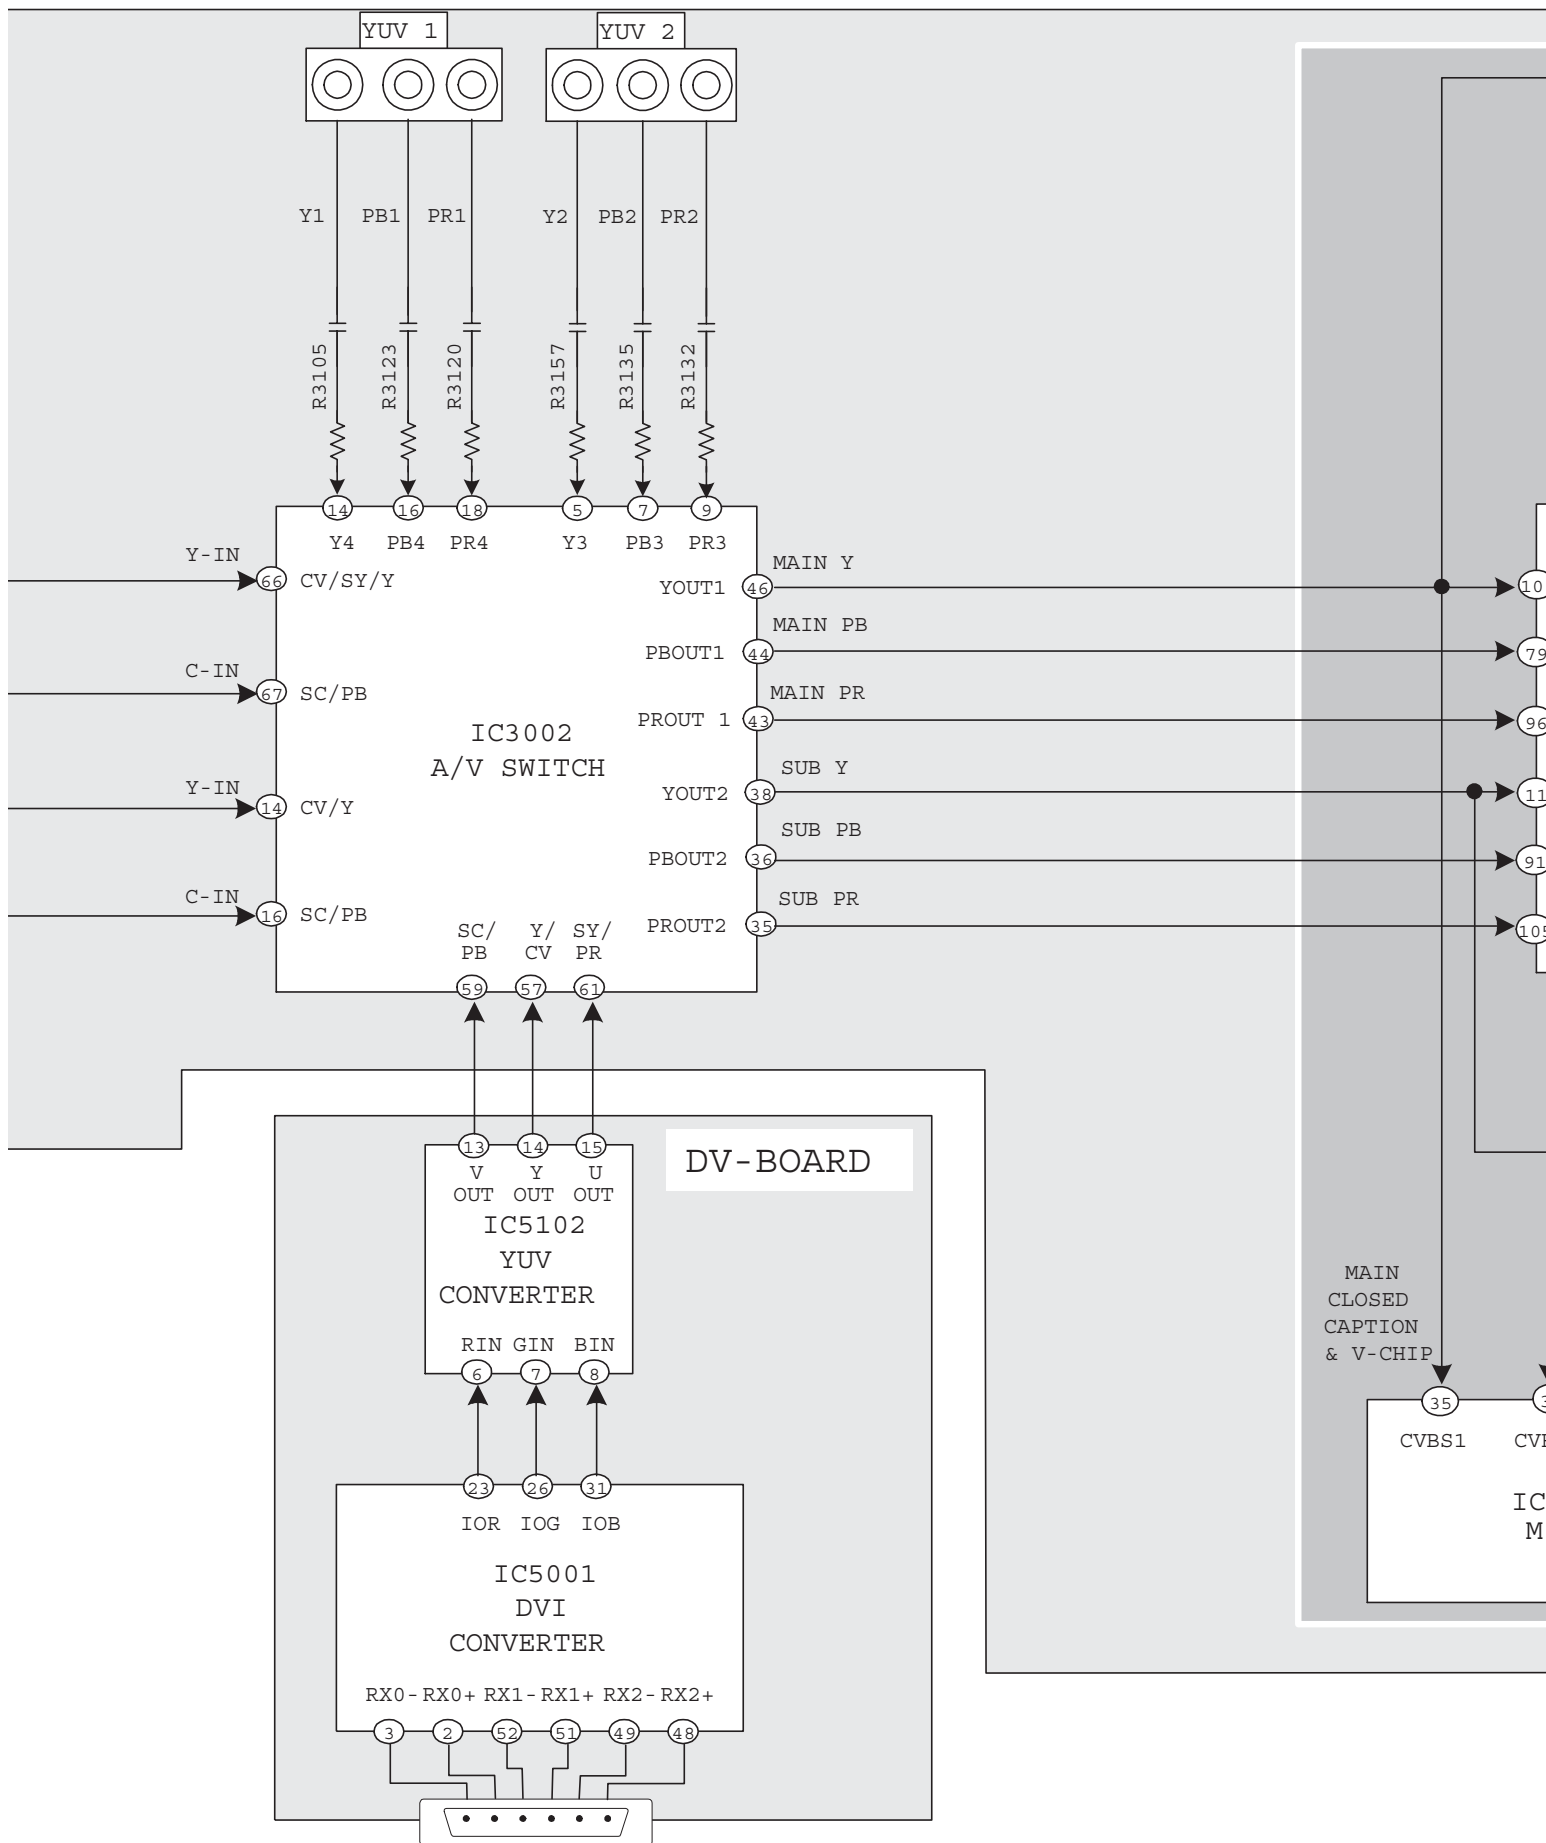 YUV 1
YUV 2
Y1
PB1
PR1
Y2
PB2
PR2
R3105
R3123
R3120
R3157
R3135
R3132
14
16
18
5
7
9
Y4
PB4
PR4
Y3
PB3
PR3
Y-IN
66
CV/SY/Y
C-IN
67
SC/PB
Y-IN
14
CV/Y
C-IN
16
SC/PB
IC3002
A/V SWITCH
YOUT1
46
MAIN Y
10
PBOUT1
44
MAIN PB
79
PROUT 1
43
MAIN PR
96
YOUT2
38
SUB Y
11
PBOUT2
36
SUB PB
91
PROUT2
35
SUB PR
105
SC/
PB
Y/
CV
SY/
PR
59
57
61
DV-BOARD
13
14
15
V
OUT
Y
OUT
U
OUT
IC5102
YUV
CONVERTER
RIN
GIN
BIN
6
7
8
23
26
31
IOR
IOG
IOB
IC5001
DVI
CONVERTER
RX0-
RX0+
RX1-
RX1+
RX2-
RX2+
3
2
52
51
49
48
MAIN
CLOSED
CAPTION
& V-CHIP
35
CVBS1
IC
M